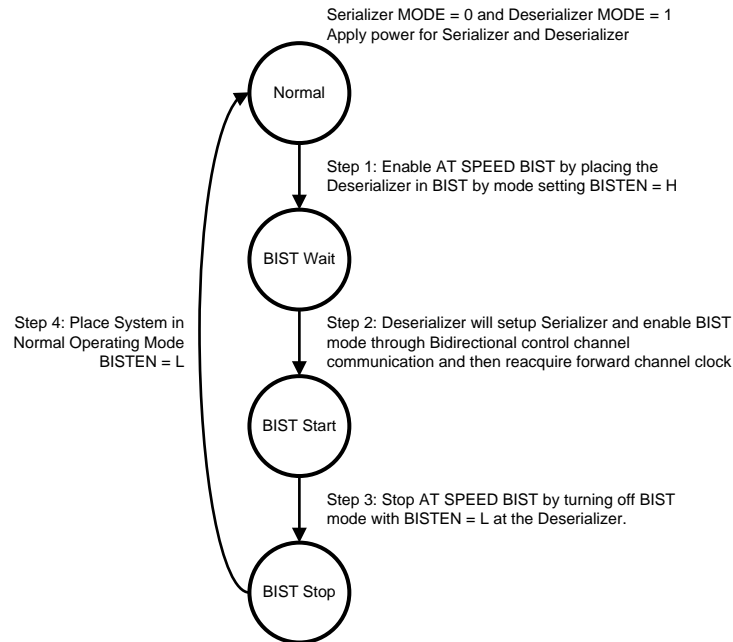 Serializer MODE = 0 and Deserializer MODE = 1
Apply power for Serializer and Deserializer
Normal
Step 1: Enable AT SPEED BIST by placing the
Deserializer in BIST by mode setting BISTEN = H
BIST Wait
Step 2: Deserializer will setup Serializer and enable BIST
mode through Bidirectional control channel
communication and then reacquire forward channel clock
Step 4: Place System in
Normal Operating Mode
BISTEN = L
BIST Start
Step 3: Stop AT SPEED BIST by turning off BIST
mode with BISTEN = L at the Deserializer.
BIST Stop